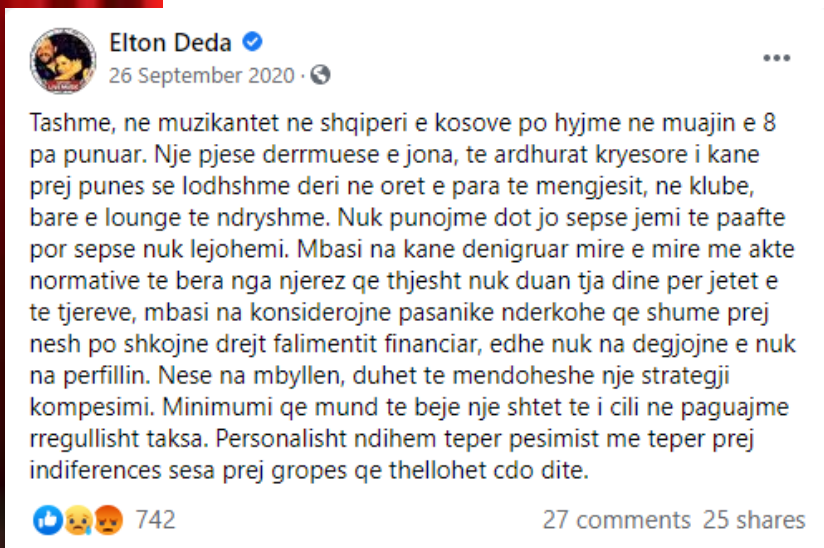 Elton Deda
26 September 2020 ·
Tashme, ne muzikantet ne shqiperi e kosove po hyjme ne muajin e 8
pa punuar. Nje pjese derrmuese e jona, te ardhurat kryesore i kane
prej punes se lodhshme deri ne oret e para te mengjesit, ne klube,
bare e lounge te ndryshme. Nuk punojme dot jo sepse jemi te paafte
por sepse nuk lejohemi. Mbasi na kane denigruar mire e mire me akte
normative te bera nga njerez qe thjesht nuk duan tja dine per jetet e
te tjereve, mbasi na konsiderojne pasanike nderkohe qe shume prej
nesh po shkojne drejt falimentit financiar, edhe nuk na degjojne e nuk
na perfillin. Nese na mbyllen, duhet te mendoheshe nje strategji
kompesimi. Minimumi qe mund te beje nje shtet te i cili ne paguajme
rregullisht taksa. Personalisht ndihem teper pesimist me teper prej
indiferences sesa prej gropes qe thellohet cdo dite.
742 27 comments 25 shares